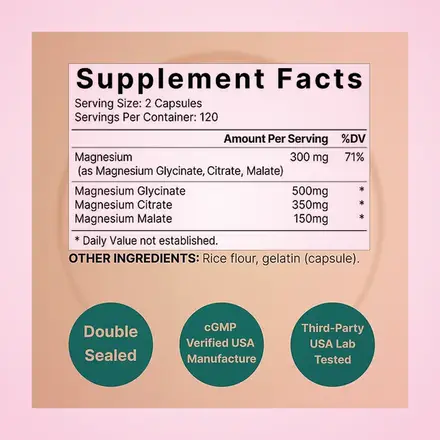 Supplement Facts
Serving Size: 2 Capsules
Servings Per Container: 120
Amount Per Serving %DV
Magnesium 300 mg 71%
(as Magnesium Glycinate, Citrate, Malate)
Magnesium Glycinate 500mg *
Magnesium Citrate 350mg *
Magnesium Malate 150mg *
* Daily Value not established.
OTHER INGREDIENTS: Rice flour, gelatin (capsule).
Double
Sealed
cGMP
Verified USA
Manufacture
Third-Party
USA Lab
Tested